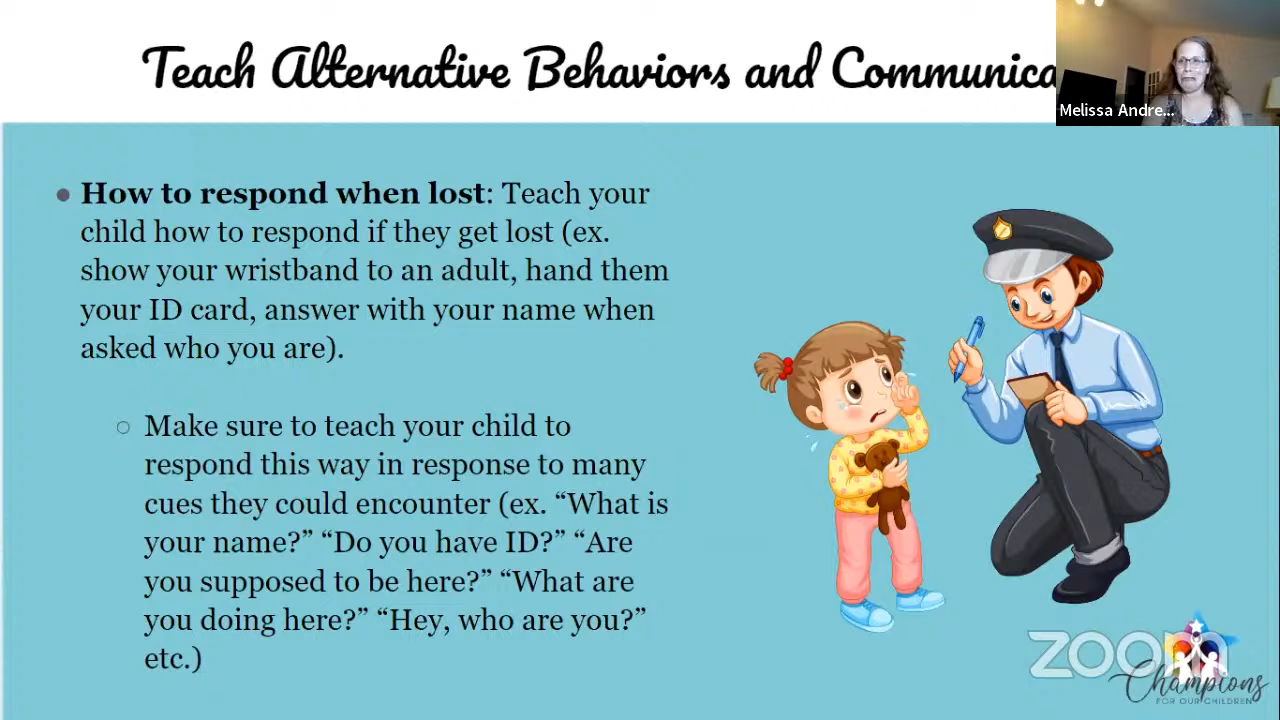 Teach Alternative Behaviors and Communica
Melissa Andre...
● How to respond when lost: Teach your
child how to respond if they get lost (ex.
show your wristband to an adult, hand them
your ID card, answer with your name when
asked who you are).
○ Make sure to teach your child to
respond this way in response to many
cues they could encounter (ex. “What is
your name?” “Do you have ID?” “Are
you supposed to be here?” “What are
you doing here?” “Hey, who are you?”
etc.)
zoom
Champions
FOR OUR CHILDREN